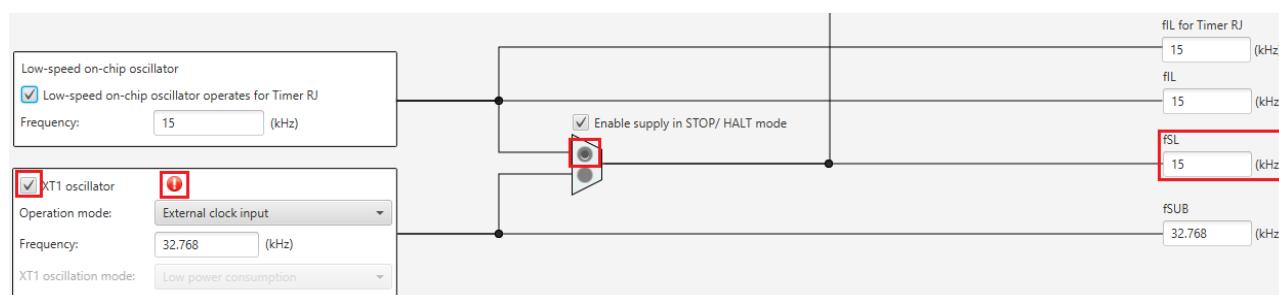 fIL for Timer RJ
15 (kHz
Low-speed on-chip oscillator
fIL
Low-speed on-chip oscillator operates for Timer RJ
15 (kHz
Frequency: 15 (kHz)
Enable supply in STOP/ HALT mode
fSL
15 (kHz
XT1 oscillator
Operation mode: External clock input
fSUB
Frequency: 32.768 (kHz)
32.768 (kHz
XT1 oscillation mode: Low power consumption